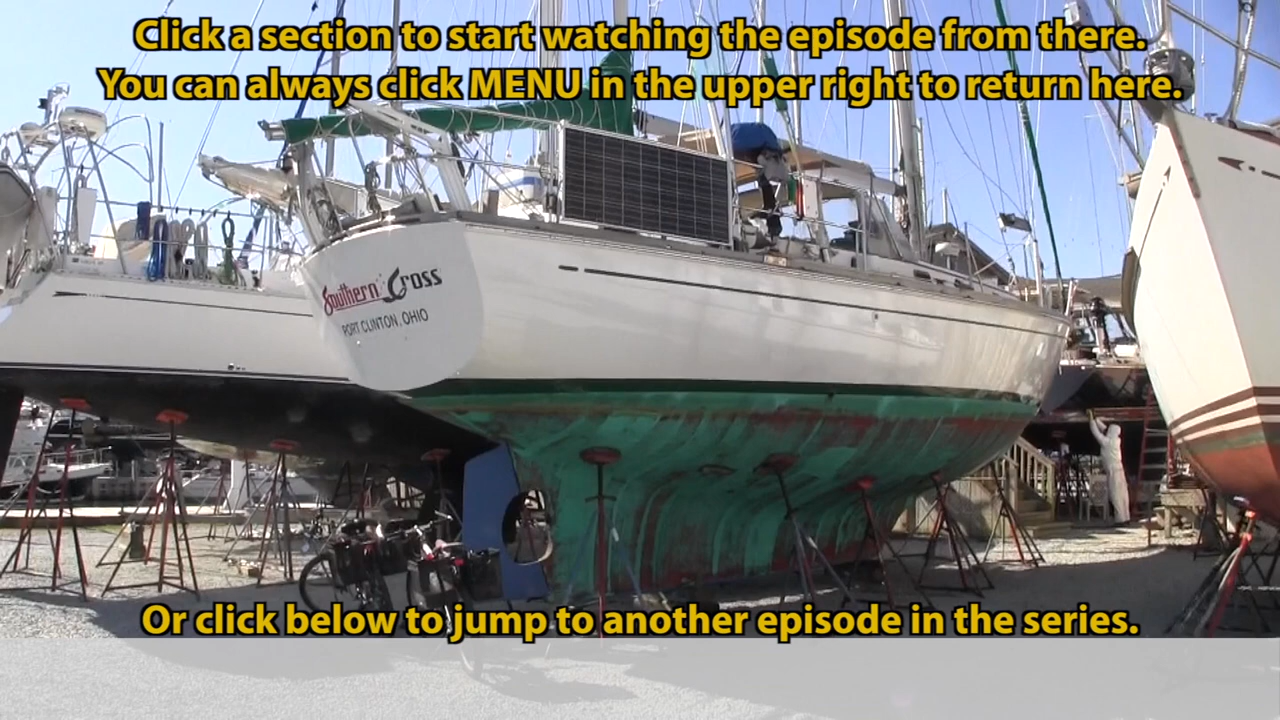 Click a section to start watching the episode from there.
You can always click MENU in the upper right to return here.
Southern Cross
PORT CLINTON, OHIO
Or click below to jump to another episode in the series.